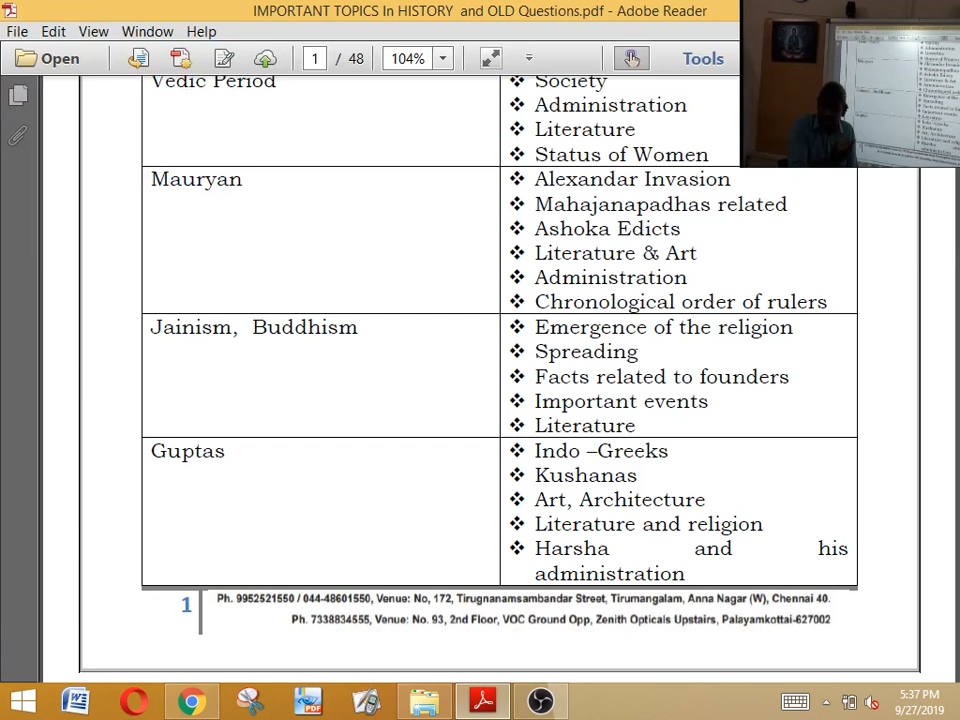 IMPORTANT TOPICS In HISTORY and OLD Questions.pdf - Adobe Reader
File Edit View Window Help
Open 1 / 48 104% Tools
Vedic Period
❖ Society
❖ Administration
❖ Literature
❖ Status of Women
Mauryan
❖ Alexandar Invasion
❖ Mahajanapadhas related
❖ Ashoka Edicts
❖ Literature & Art
❖ Administration
❖ Chronological order of rulers
Jainism, Buddhism
❖ Emergence of the religion
❖ Spreading
❖ Facts related to founders
❖ Important events
❖ Literature
Guptas
❖ Indo –Greeks
❖ Kushanas
❖ Art, Architecture
❖ Literature and religion
❖ Harsha and his
administration
1
Ph. 9952521550 / 044-48601550, Venue: No, 172, Tirugnanamsambandar Street, Tirumangalam, Anna Nagar (W), Chennai 40.
Ph. 7338834555, Venue: No. 93, 2nd Floor, VOC Ground Opp, Zenith Opticals Upstairs, Palayamkottai-627002
5:37 PM
9/27/2019